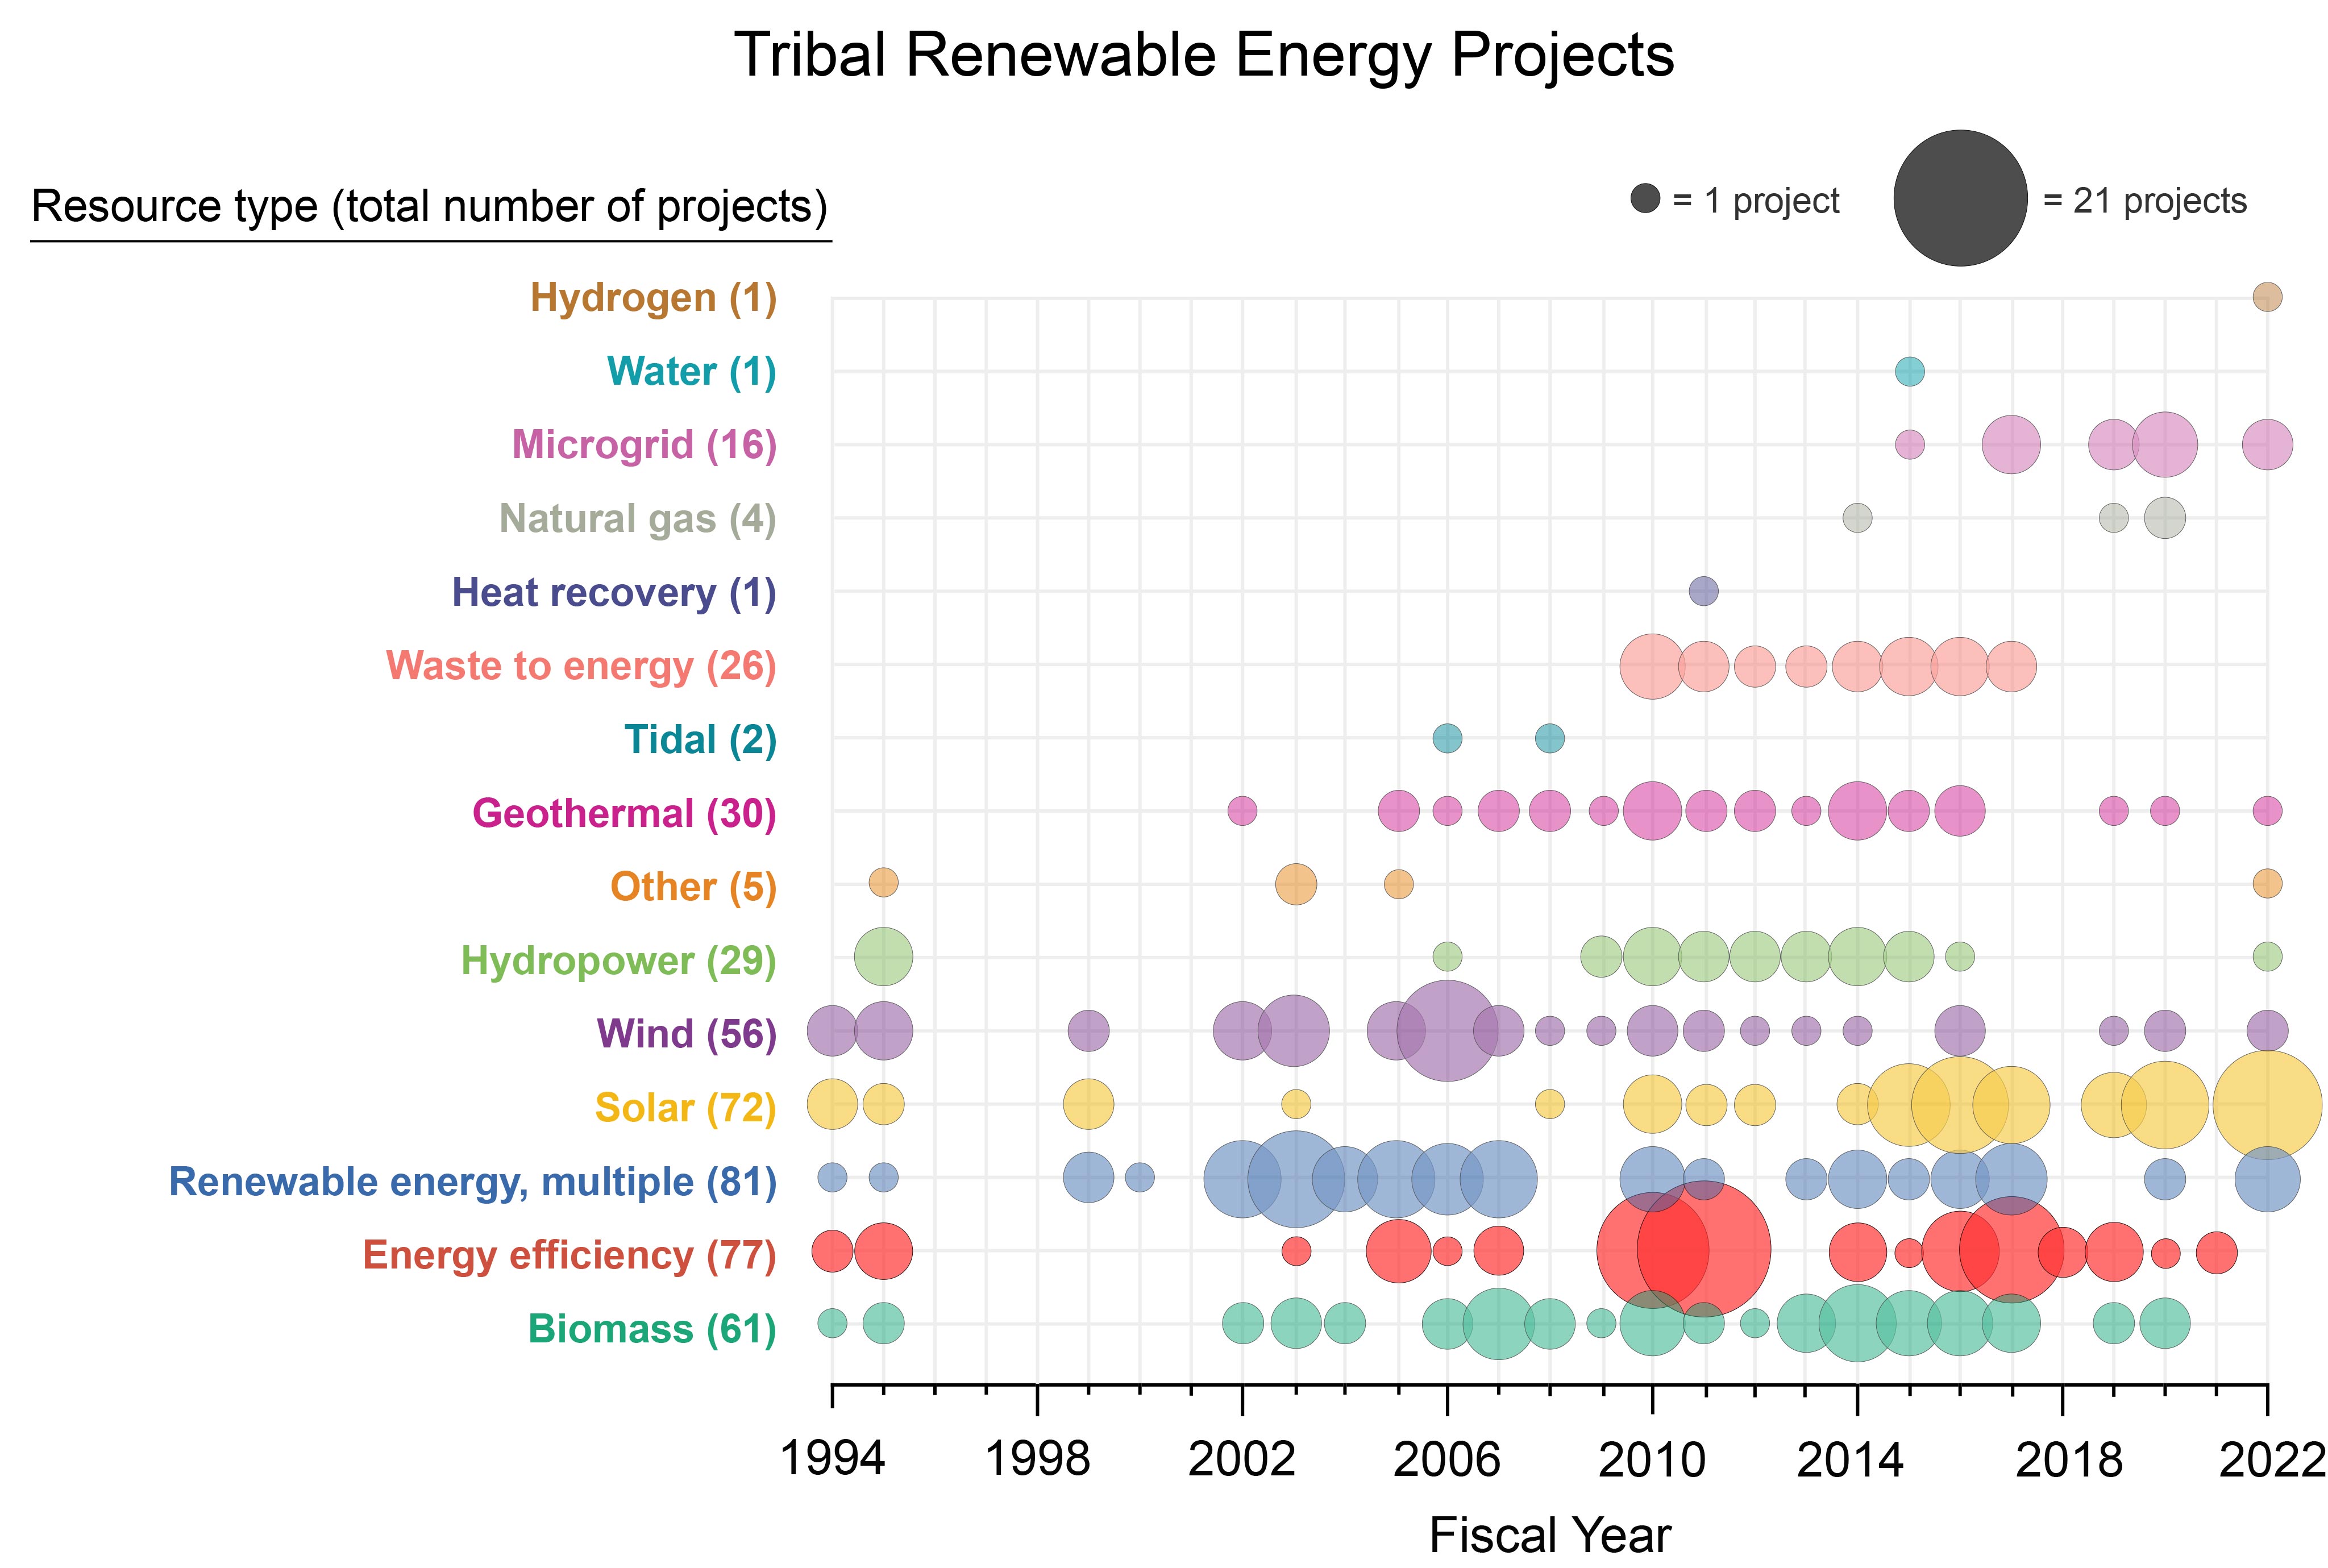 Tribal Renewable Energy Projects
Resource type (total number of projects)
= 1 project
= 21 projects
Hydrogen (1)
Water (1)
Microgrid (16)
Natural gas (4)
Heat recovery (1)
Waste to energy (26)
Tidal (2)
Geothermal (30)
Other (5)
Hydropower (29)
Wind (56)
Solar (72)
Renewable energy, multiple (81)
Energy efficiency (77)
Biomass (61)
1994 1998 2002 2006 2010 2014 2018 2022
Fiscal Year